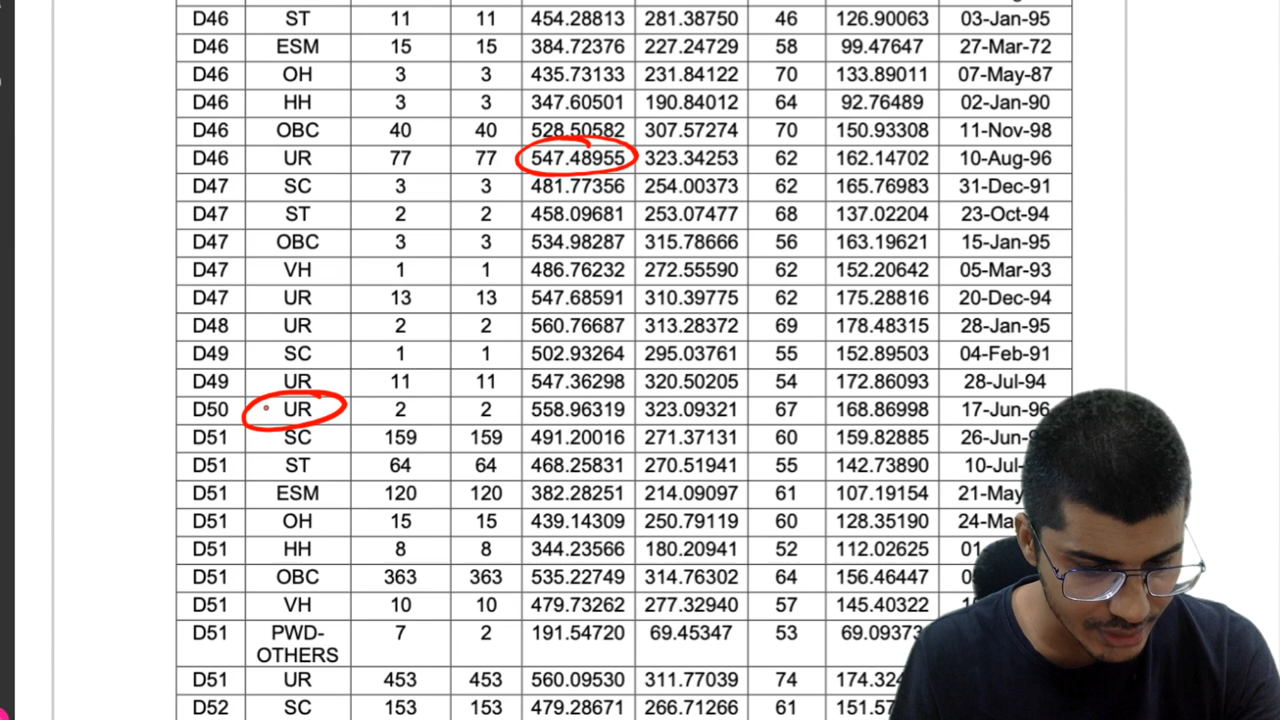 D46 ST 11 11 454.28813 281.38750 46 126.90063 03-Jan-95
D46 ESM 15 15 384.72376 227.24729 58 99.47647 27-Mar-72
D46 OH 3 3 435.73133 231.84122 70 133.89011 07-May-87
D46 HH 3 3 347.60501 190.84012 64 92.76489 02-Jan-90
D46 OBC 40 40 528.50582 307.57274 70 150.93308 11-Nov-98
D46 UR 77 77 547.48955 323.34253 62 162.14702 10-Aug-96
D47 SC 3 3 481.77356 254.00373 62 165.76983 31-Dec-91
D47 ST 2 2 458.09681 253.07477 68 137.02204 23-Oct-94
D47 OBC 3 3 534.98287 315.78666 56 163.19621 15-Jan-95
D47 VH 1 1 486.76232 272.55590 62 152.20642 05-Mar-93
D47 UR 13 13 547.68591 310.39775 62 175.28816 20-Dec-94
D48 UR 2 2 560.76687 313.28372 69 178.48315 28-Jan-95
D49 SC 1 1 502.93264 295.03761 55 152.89503 04-Feb-91
D49 UR 11 11 547.36298 320.50205 54 172.86093 28-Jul-94
D50 UR 2 2 558.96319 323.09321 67 168.86998 17-Jun-96
D51 SC 159 159 491.20016 271.37131 60 159.82885 26-Jun-
D51 ST 64 64 468.25831 270.51941 55 142.73890 10-Jul-
D51 ESM 120 120 382.28251 214.09097 61 107.19154 21-May
D51 OH 15 15 439.14309 250.79119 60 128.35190 24-Ma
D51 HH 8 8 344.23566 180.20941 52 112.02625 01
D51 OBC 363 363 535.22749 314.76302 64 156.46447
D51 VH 10 10 479.73262 277.32940 57 145.40322
D51 PWD- 7 2 191.54720 69.45347 53 69.09373
OTHERS
D51 UR 453 453 560.09530 311.77039 74 174.32
D52 SC 153 153 479.28671 266.71266 61 151.57